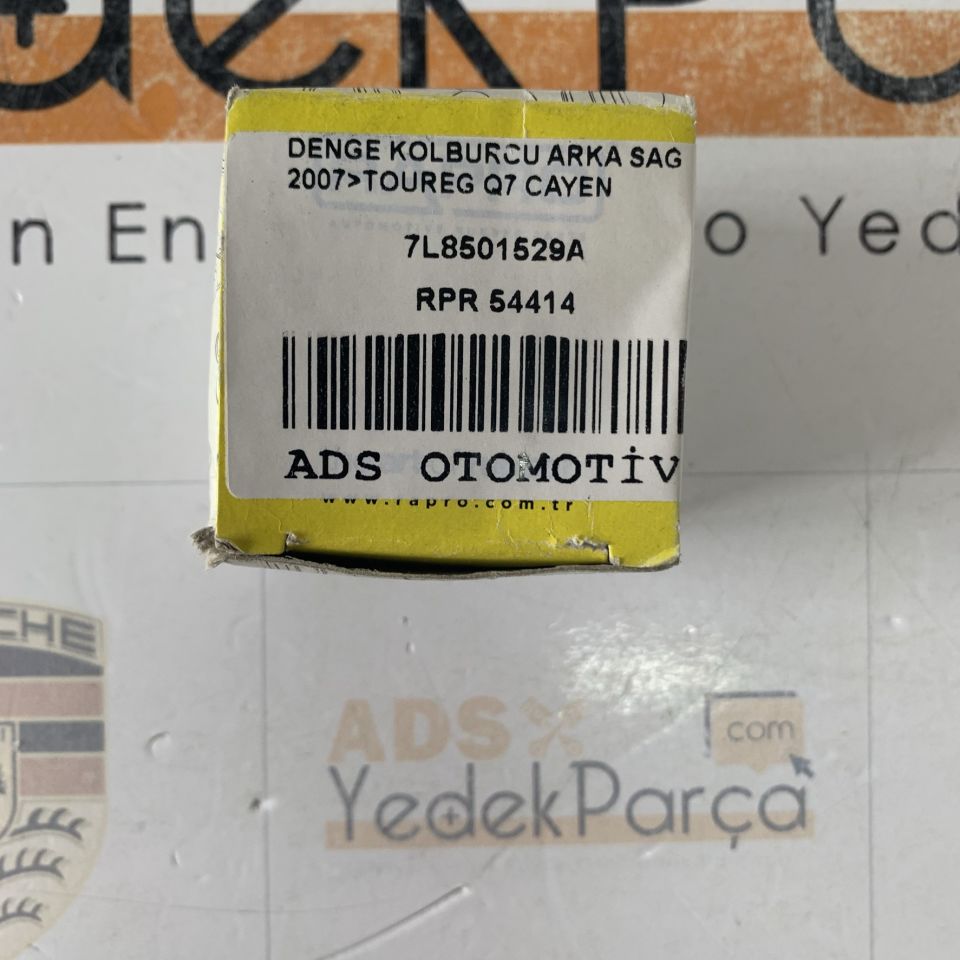 DENGE KOLBURCU ARKA SAG
2007>TOUREG Q7 CAYEN
7L8501529A
RPR 54414
ADS OTOMOTİV
www.rapro.com.tr
ADS
com
YedekParça